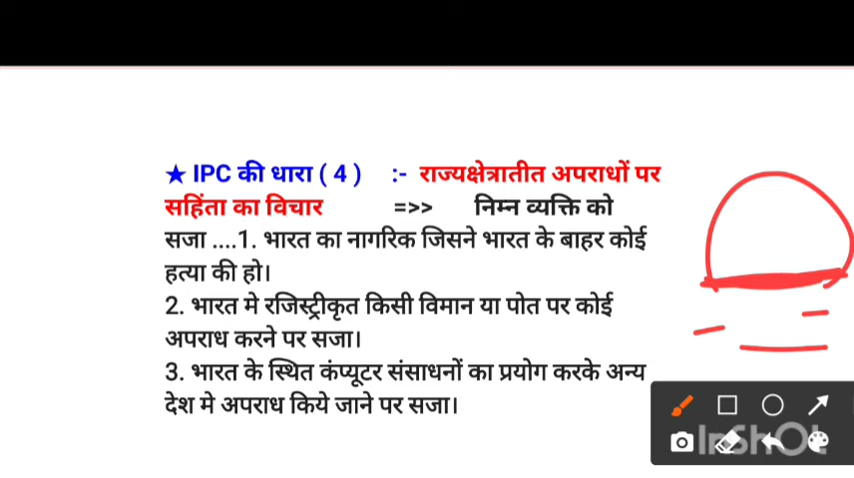 ★ IPC की धारा ( 4 ) :- राज्यक्षेत्रातीत अपराधों पर
सहिंता का विचार =>> निम्न व्यक्ति को
सजा ....1. भारत का नागरिक जिसने भारत के बाहर कोई
हत्या की हो।
2. भारत मे रजिस्ट्रीकृत किसी विमान या पोत पर कोई
अपराध करने पर सजा।
3. भारत के स्थित कंप्यूटर संसाधनों का प्रयोग करके अन्य
देश मे अपराध किये जाने पर सजा।
InShOt